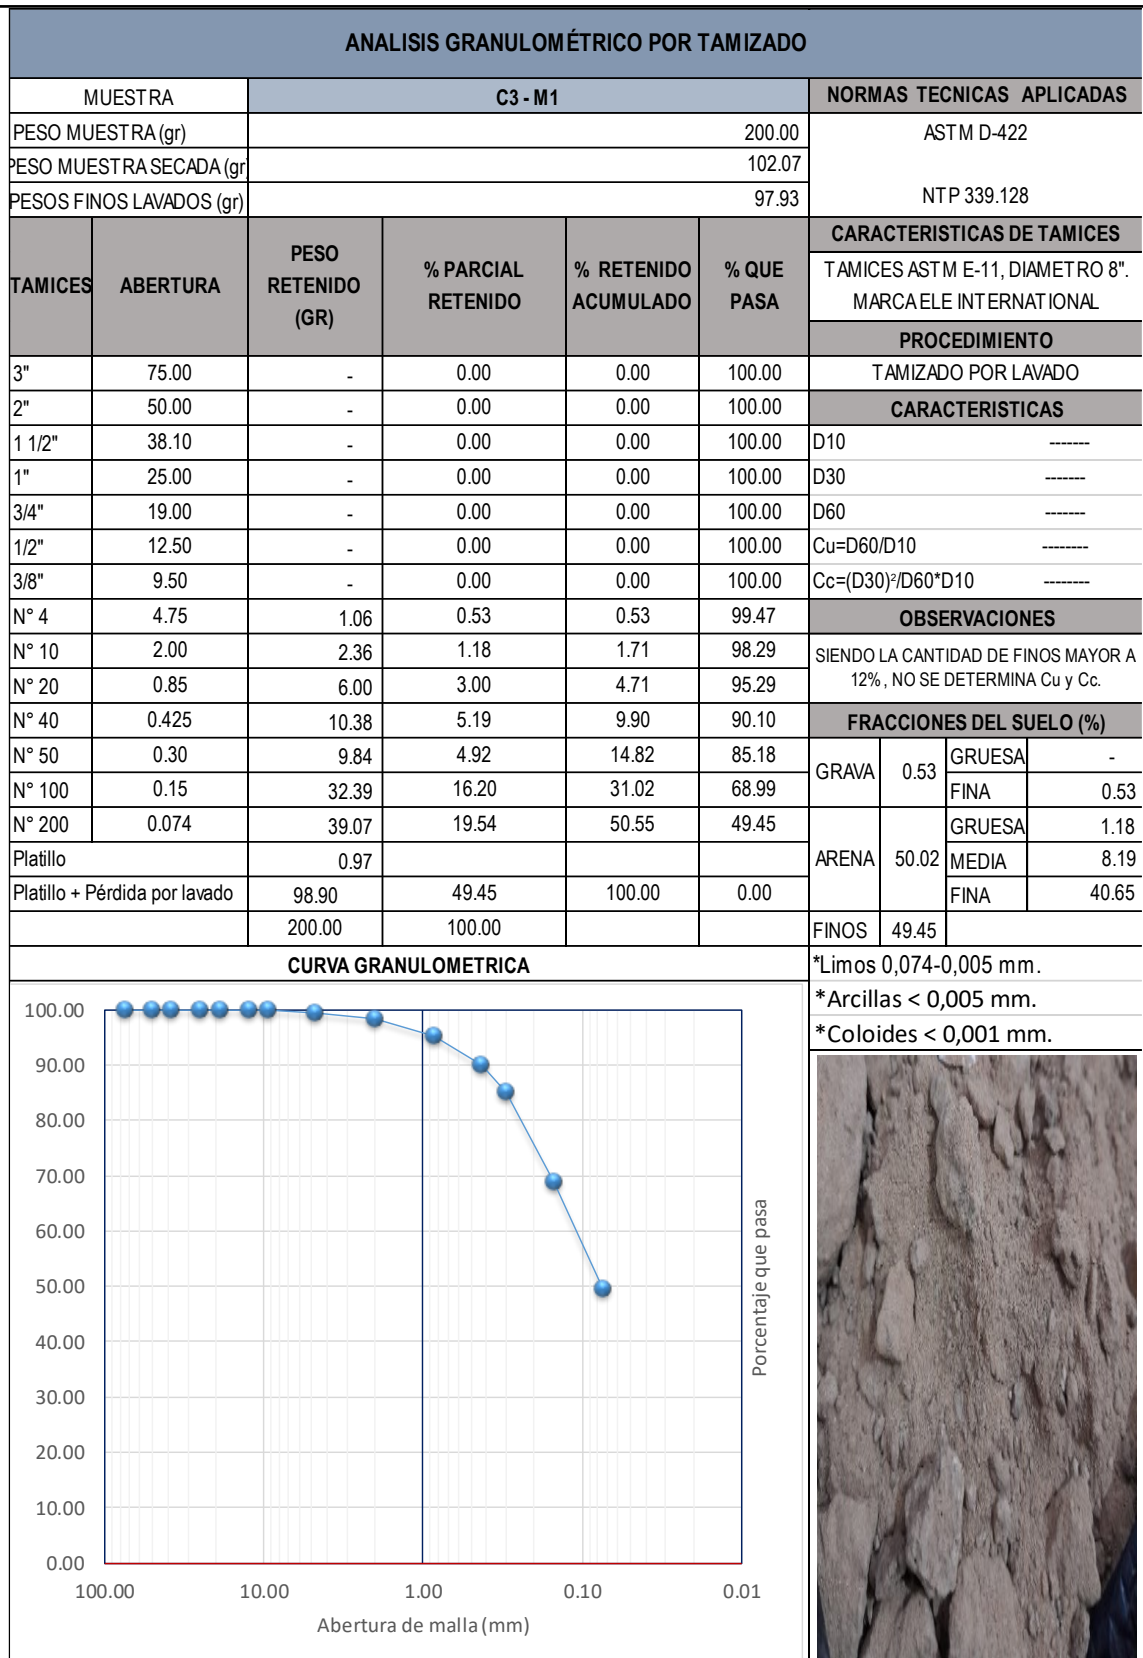 ANALISIS GRANULOMÉTRICO POR TAMIZADO
MUESTRA C3 - M1 NORMAS TECNICAS APLICADAS
PESO MUESTRA (gr) 200.00 ASTM D-422
PESO MUESTRA SECADA (gr) 102.07
PESOS FINOS LAVADOS (gr) 97.93 NTP 339.128
TAMICES ABERTURA PESO RETENIDO (GR) % PARCIAL RETENIDO % RETENIDO ACUMULADO % QUE PASA CARACTERISTICAS DE TAMICES
TAMICES ASTM E-11, DIAMETRO 8".
MARCA ELE INTERNATIONAL
PROCEDIMIENTO
3" 75.00 - 0.00 0.00 100.00 TAMIZADO POR LAVADO
2" 50.00 - 0.00 0.00 100.00 CARACTERISTICAS
1 1/2" 38.10 - 0.00 0.00 100.00 D10 -------
1" 25.00 - 0.00 0.00 100.00 D30 -------
3/4" 19.00 - 0.00 0.00 100.00 D60 -------
1/2" 12.50 - 0.00 0.00 100.00 Cu=D60/D10 --------
3/8" 9.50 - 0.00 0.00 100.00 Cc=(D30)²/D60*D10 --------
N° 4 4.75 1.06 0.53 0.53 99.47 OBSERVACIONES
N° 10 2.00 2.36 1.18 1.71 98.29 SIENDO LA CANTIDAD DE FINOS MAYOR A
N° 20 0.85 6.00 3.00 4.71 95.29 12%, NO SE DETERMINA Cu y Cc.
N° 40 0.425 10.38 5.19 9.90 90.10 FRACCIONES DEL SUELO (%)
N° 50 0.30 9.84 4.92 14.82 85.18 GRAVA 0.53 GRUESA -
N° 100 0.15 32.39 16.20 31.02 68.99 FINA 0.53
N° 200 0.074 39.07 19.54 50.55 49.45 GRUESA 1.18
Platillo 0.97 ARENA 50.02 MEDIA 8.19
Platillo + Pérdida por lavado 98.90 49.45 100.00 0.00 FINA 40.65
200.00 100.00 FINOS 49.45
CURVA GRANULOMETRICA *Limos 0,074-0,005 mm.
*Arcillas < 0,005 mm.
*Coloides < 0,001 mm.
100.00
90.00
80.00
70.00
60.00
50.00
40.00
30.00
20.00
10.00
0.00
Porcentaje que pasa
100.00 10.00 1.00 0.10 0.01
Abertura de malla (mm)